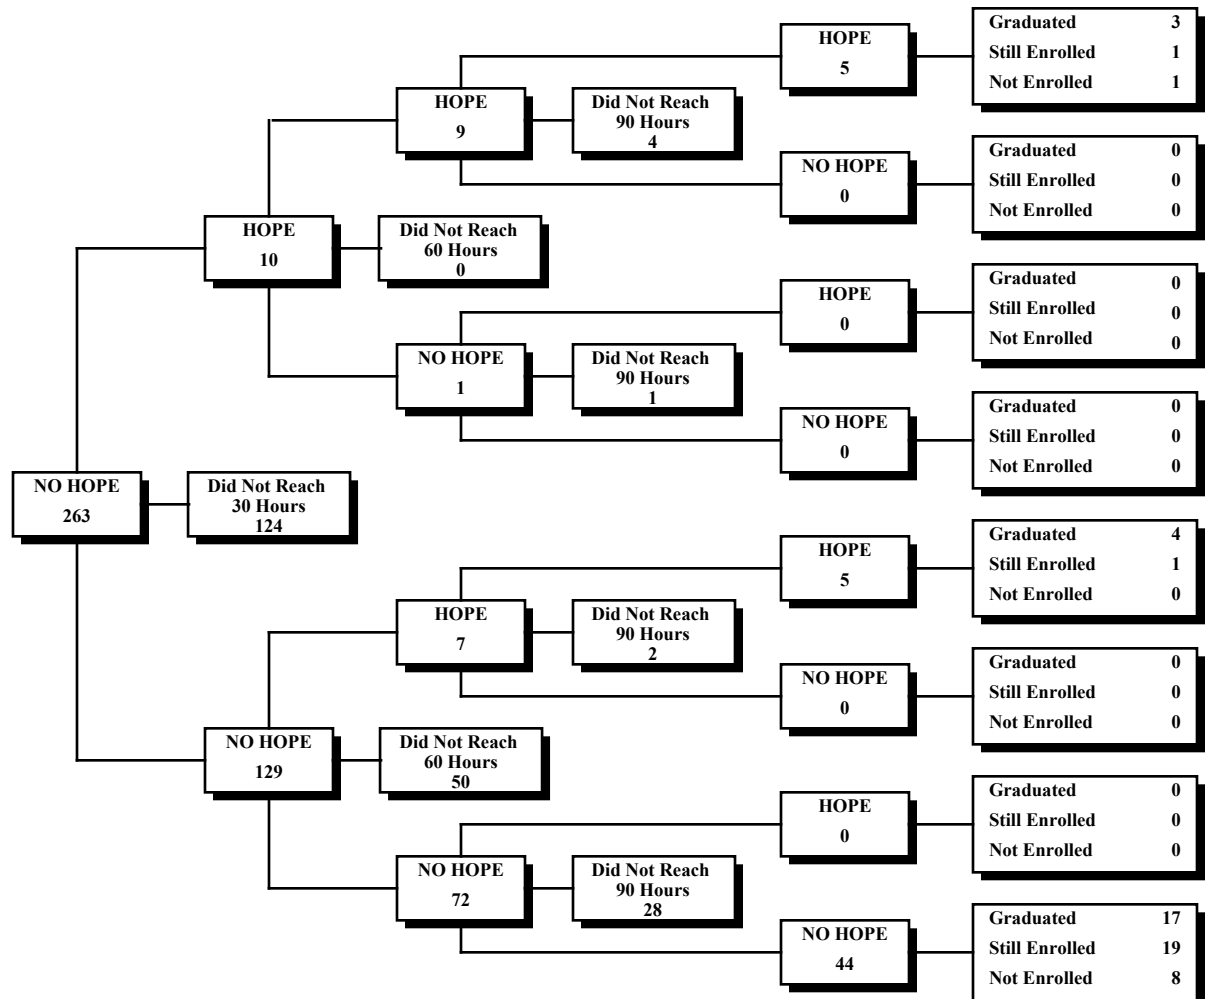 HOPE
5
Graduated 3
Still Enrolled 1
Not Enrolled 1
HOPE
9
Did Not Reach
90 Hours
4
NO HOPE
0
Graduated 0
Still Enrolled 0
Not Enrolled 0
HOPE
10
Did Not Reach
60 Hours
0
HOPE
0
Graduated 0
Still Enrolled 0
Not Enrolled 0
NO HOPE
1
Did Not Reach
90 Hours
1
NO HOPE
0
Graduated 0
Still Enrolled 0
Not Enrolled 0
NO HOPE
263
Did Not Reach
30 Hours
124
HOPE
5
Graduated 4
Still Enrolled 1
Not Enrolled 0
HOPE
7
Did Not Reach
90 Hours
2
NO HOPE
0
Graduated 0
Still Enrolled 0
Not Enrolled 0
NO HOPE
129
Did Not Reach
60 Hours
50
HOPE
0
Graduated 0
Still Enrolled 0
Not Enrolled 0
NO HOPE
72
Did Not Reach
90 Hours
28
NO HOPE
44
Graduated 17
Still Enrolled 19
Not Enrolled 8